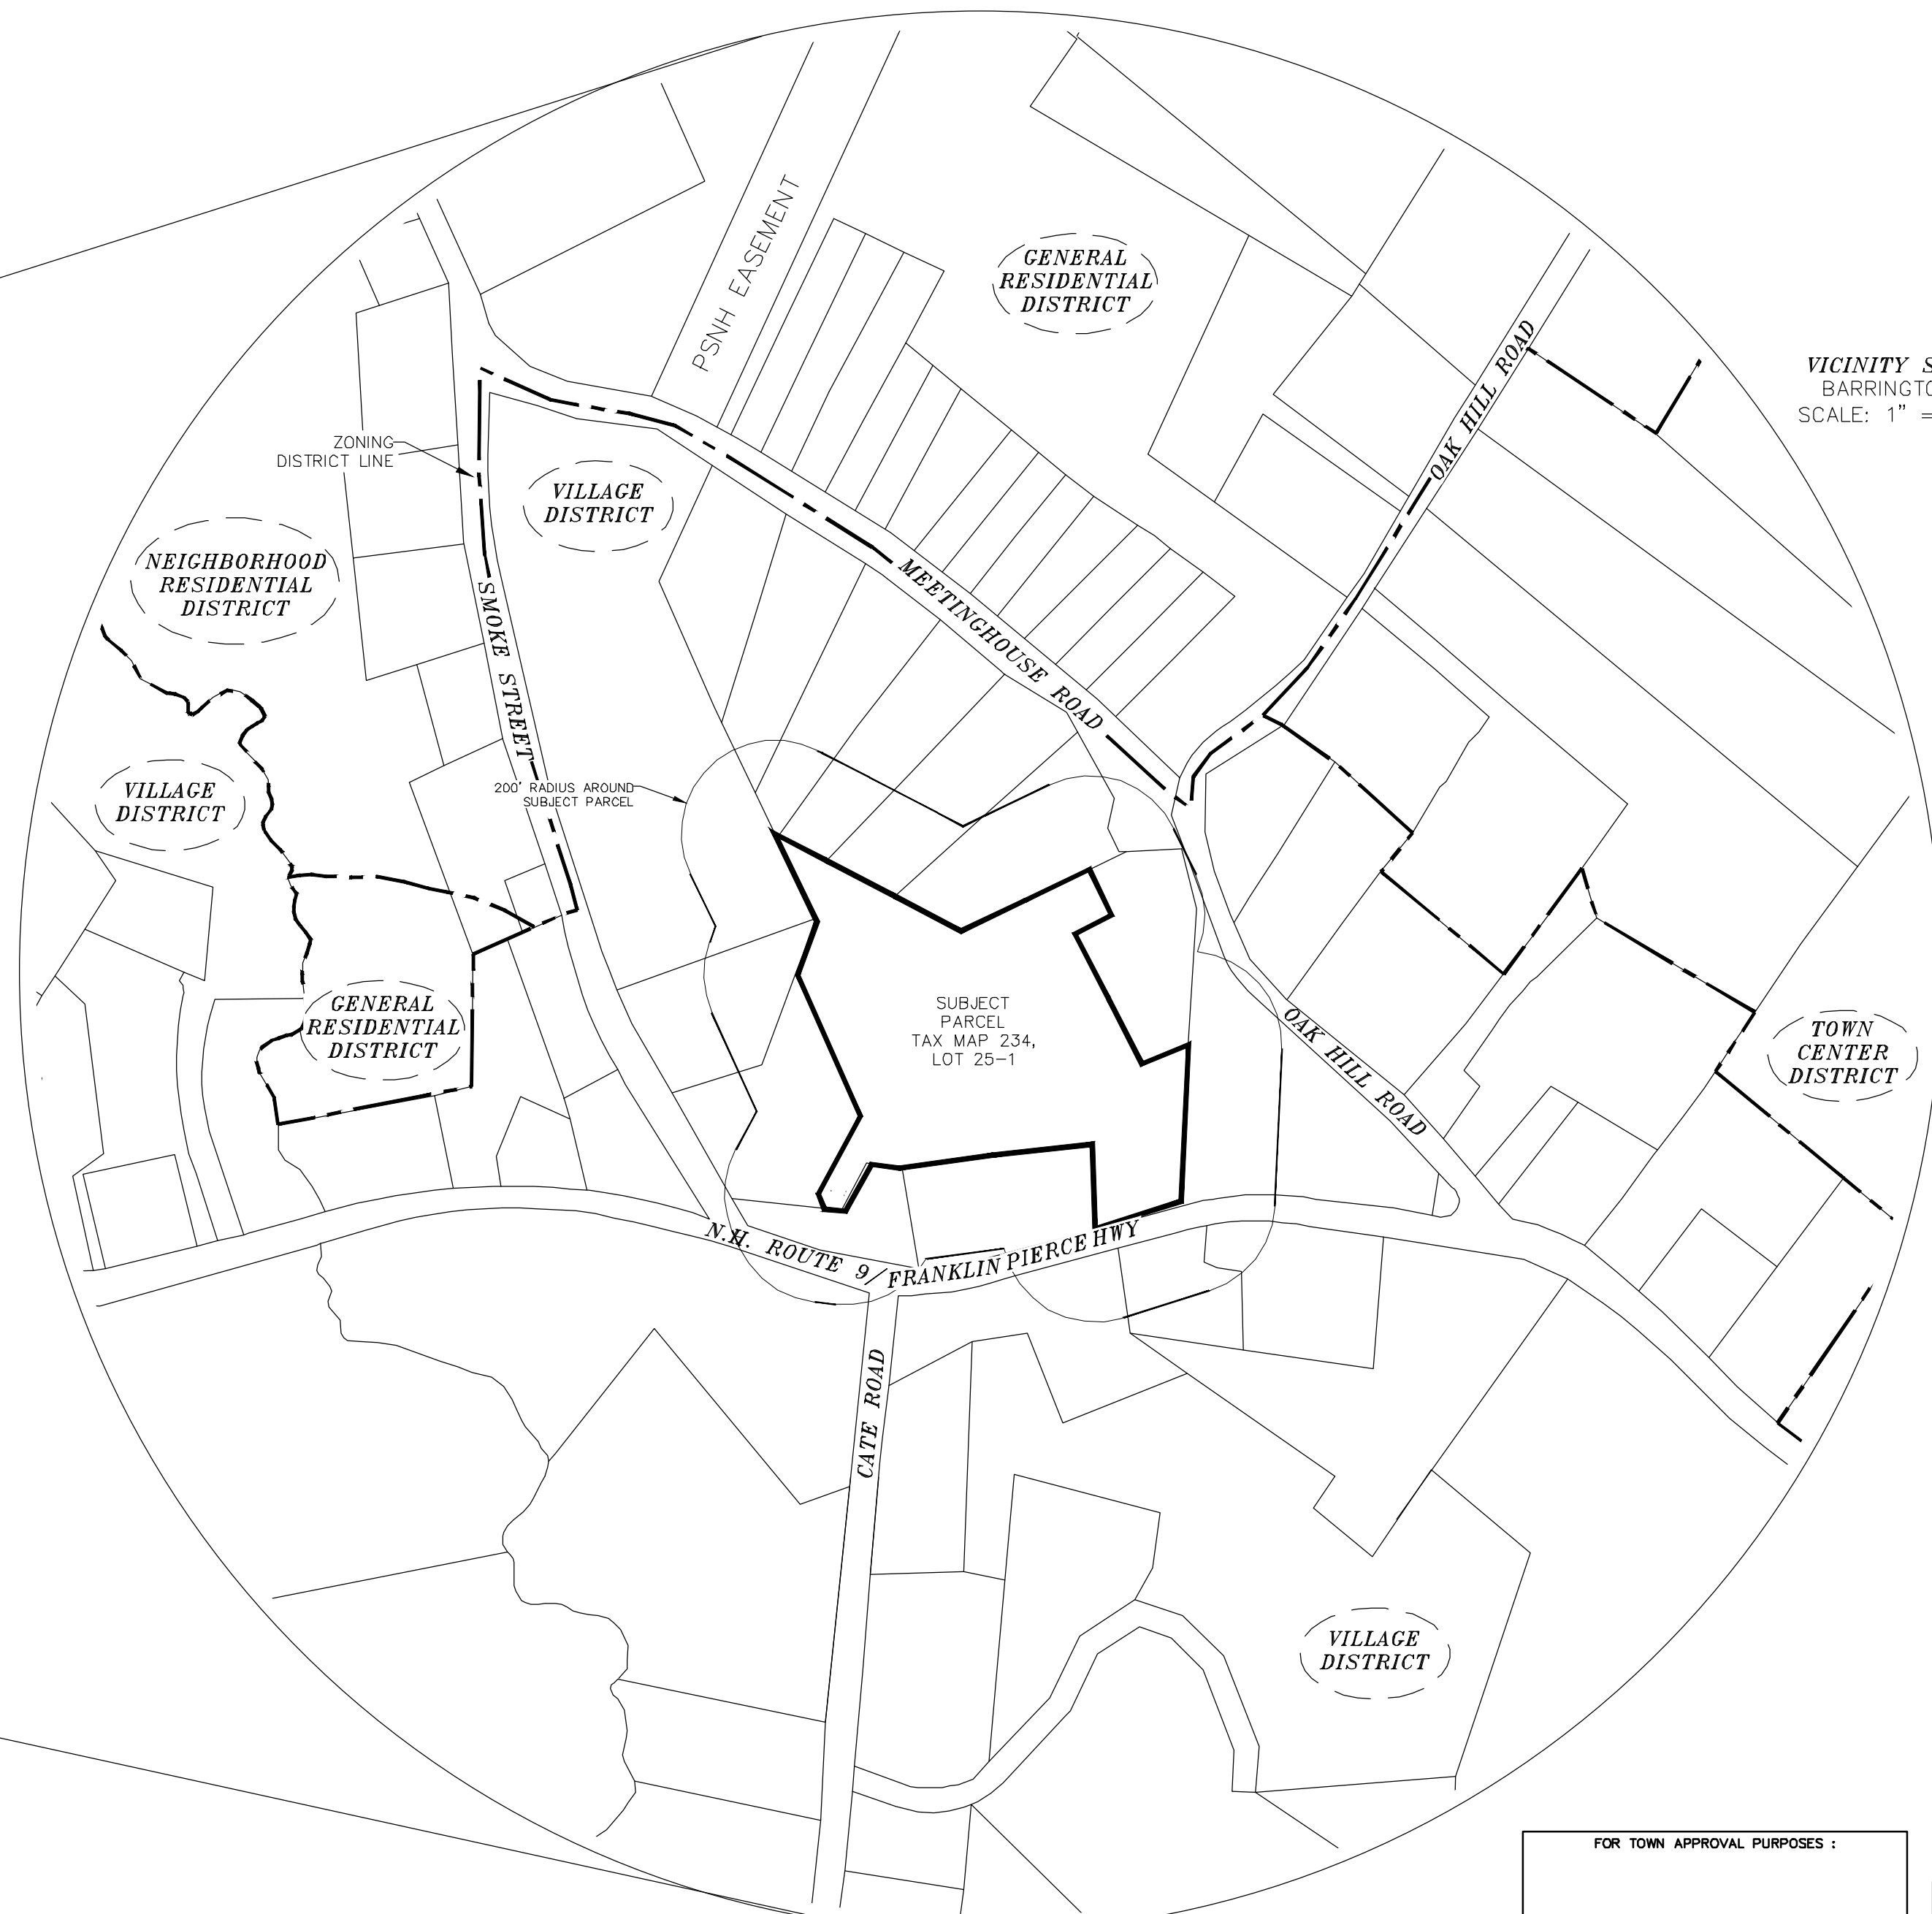 PSNH EASEMENT
GENERAL
RESIDENTIAL
DISTRICT
OAK HILL ROAD
VICINITY
SCALE: 1" =
ZONING
DISTRICT LINE
VILLAGE
DISTRICT
NEIGHBORHOOD
RESIDENTIAL
DISTRICT
SMOKE STREET
MEETINGHOUSE ROAD
VILLAGE
DISTRICT
200' RADIUS AROUND
SUBJECT PARCEL
GENERAL
RESIDENTIAL
DISTRICT
SUBJECT
PARCEL
TAX MAP 234,
LOT 25-1
OAK HILL ROAD
TOWN
CENTER
DISTRICT
N.H. ROUTE 9/FRANKLIN PIERCE HWY
CATE ROAD
VILLAGE
DISTRICT
FOR TOWN APPROVAL PURPOSES :